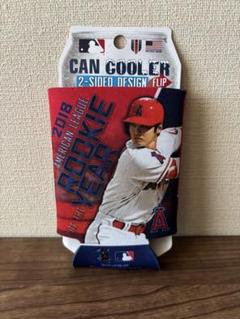 CAN COOLER
2-SIDED DESIGN FLIP
2018
AMERICAN LEAGUE
ROOKIE
OF THE YEAR
A